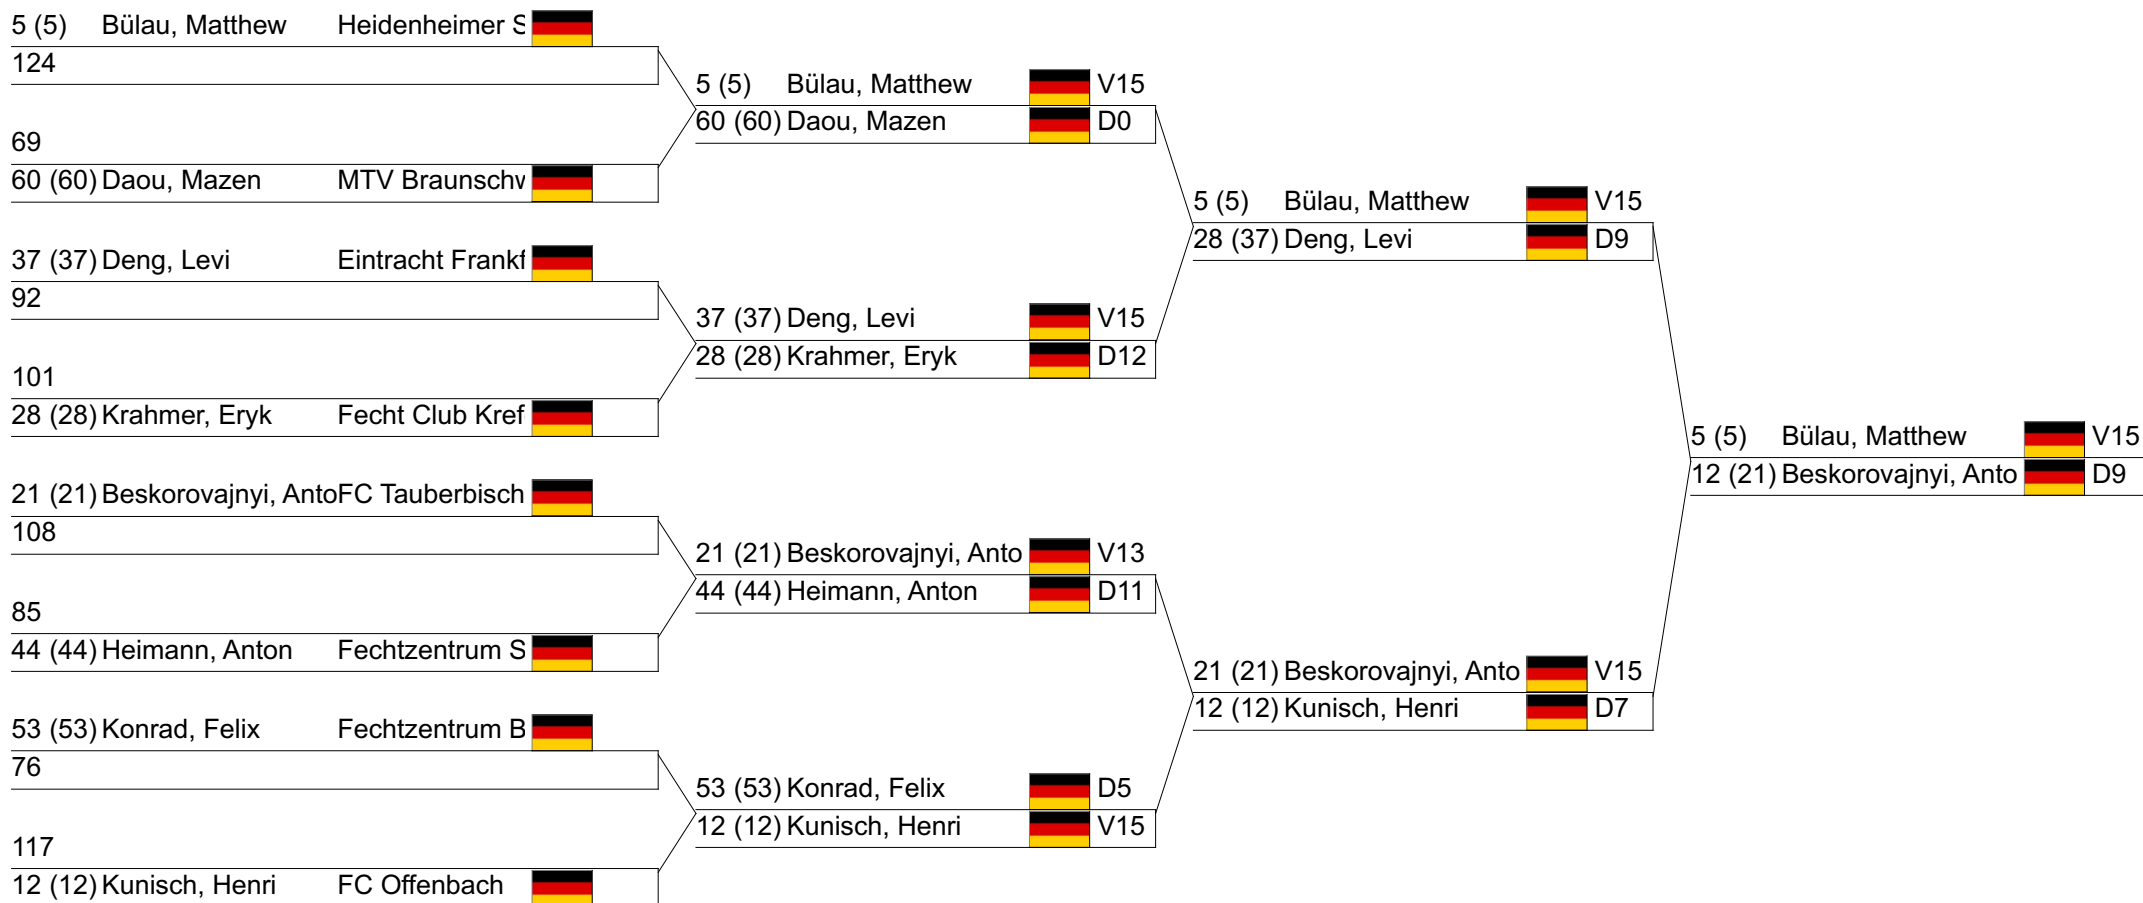 5 (5) Bülau, Matthew Heidenheimer S
124
69
60 (60) Daou, Mazen MTV Braunschw
37 (37) Deng, Levi Eintracht Frankf
92
101
28 (28) Krahmer, Eryk Fecht Club Kref
21 (21) Beskorovajnyi, Anto FC Tauberbisch
108
85
44 (44) Heimann, Anton Fechtzentrum S
53 (53) Konrad, Felix Fechtzentrum B
76
117
12 (12) Kunisch, Henri FC Offenbach
5 (5) Bülau, Matthew V15
60 (60) Daou, Mazen D0
37 (37) Deng, Levi V15
28 (28) Krahmer, Eryk D12
21 (21) Beskorovajnyi, Anto V13
44 (44) Heimann, Anton D11
53 (53) Konrad, Felix D5
12 (12) Kunisch, Henri V15
5 (5) Bülau, Matthew V15
28 (37) Deng, Levi D9
21 (21) Beskorovajnyi, Anto V15
12 (12) Kunisch, Henri D7
5 (5) Bülau, Matthew V15
12 (21) Beskorovajnyi, Anto D9